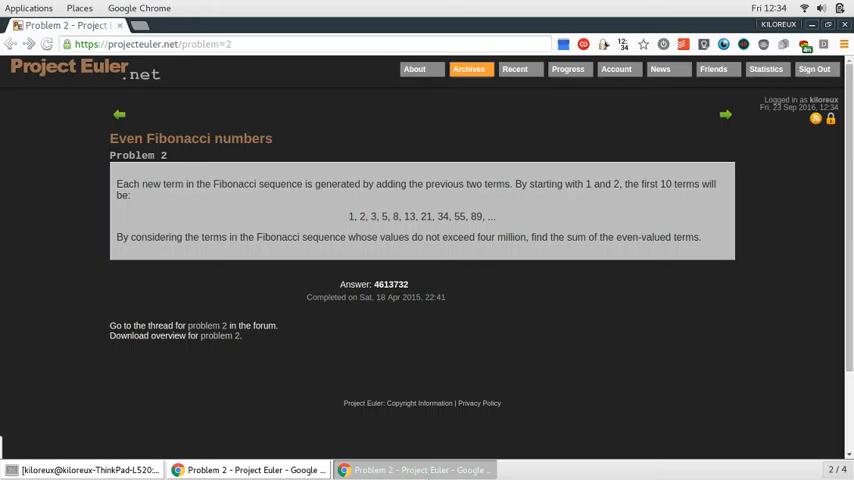 Applications Places Google Chrome Fri 12:34
Problem 2 - Project E KILOREUX
https://projecteuler.net/problem=2 12: 34 4m
Project Euler .net
About Archives Recent Progress Account News Friends Statistics Sign Out
Logged in as kiloreux
Fri, 23 Sep 2016, 12:34
Even Fibonacci numbers
Problem 2
Each new term in the Fibonacci sequence is generated by adding the previous two terms. By starting with 1 and 2, the first 10 terms will
be:
1, 2, 3, 5, 8, 13, 21, 34, 55, 89, ...
By considering the terms in the Fibonacci sequence whose values do not exceed four million, find the sum of the even-valued terms.
Answer: 4613732
Completed on Sat, 18 Apr 2015, 22:41
Go to the thread for problem 2 in the forum.
Download overview for problem 2.
Project Euler: Copyright Information | Privacy Policy
[kiloreux@kiloreux-ThinkPad-L520:... Problem 2 - Project Euler - Google ... Problem 2 - Project Euler - Google ... 2 / 4